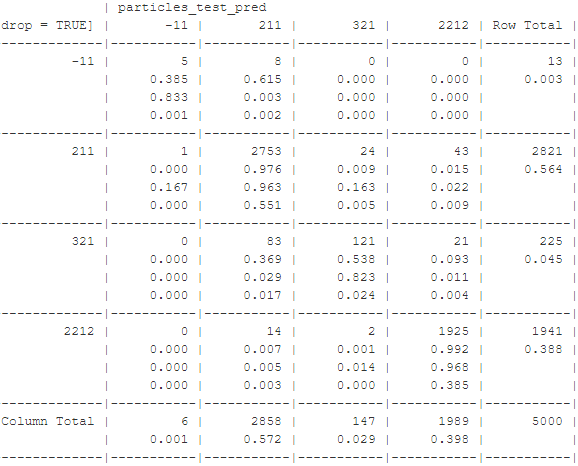 | particles_test_pred
drop = TRUE] | -11 | 211 | 321 | 2212 | Row Total |
-------------|-----------|-----------|-----------|-----------|-----------|
-11 | 5 | 8 | 0 | 0 | 13 |
| 0.385 | 0.615 | 0.000 | 0.000 | 0.003 |
| 0.833 | 0.003 | 0.000 | 0.000 | |
| 0.001 | 0.002 | 0.000 | 0.000 | |
-------------|-----------|-----------|-----------|-----------|-----------|
211 | 1 | 2753 | 24 | 43 | 2821 |
| 0.000 | 0.976 | 0.009 | 0.015 | 0.564 |
| 0.167 | 0.963 | 0.163 | 0.022 | |
| 0.000 | 0.551 | 0.005 | 0.009 | |
-------------|-----------|-----------|-----------|-----------|-----------|
321 | 0 | 83 | 121 | 21 | 225 |
| 0.000 | 0.369 | 0.538 | 0.093 | 0.045 |
| 0.000 | 0.029 | 0.823 | 0.011 | |
| 0.000 | 0.017 | 0.024 | 0.004 | |
-------------|-----------|-----------|-----------|-----------|-----------|
2212 | 0 | 14 | 2 | 1925 | 1941 |
| 0.000 | 0.007 | 0.001 | 0.992 | 0.388 |
| 0.000 | 0.005 | 0.014 | 0.968 | |
| 0.000 | 0.003 | 0.000 | 0.385 | |
-------------|-----------|-----------|-----------|-----------|-----------|
Column Total | 6 | 2858 | 147 | 1989 | 5000 |
| 0.001 | 0.572 | 0.029 | 0.398 | |
-------------|-----------|-----------|-----------|-----------|-----------|